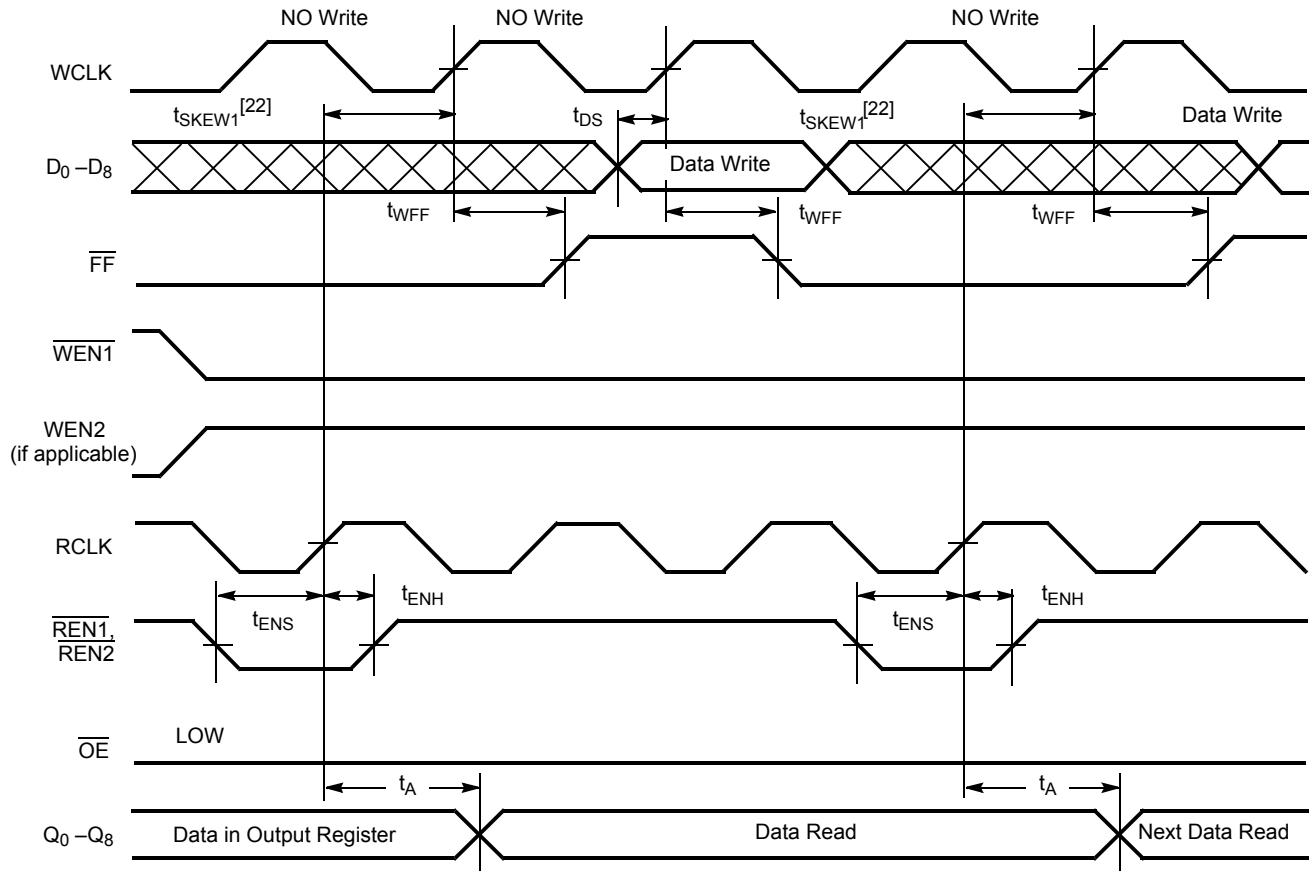 NO Write NO Write NO Write
WCLK
tSKEW1[22] tDS tSKEW1[22] Data Write
D0 –D8 Data Write
tWFF tWFF tWFF
FF
WEN1
WEN2
(if applicable)
RCLK
tENH tENH
tENS tENS
REN1,
REN2
LOW
OE
tA tA
Q0 –Q8 Data in Output Register Data Read Next Data Read